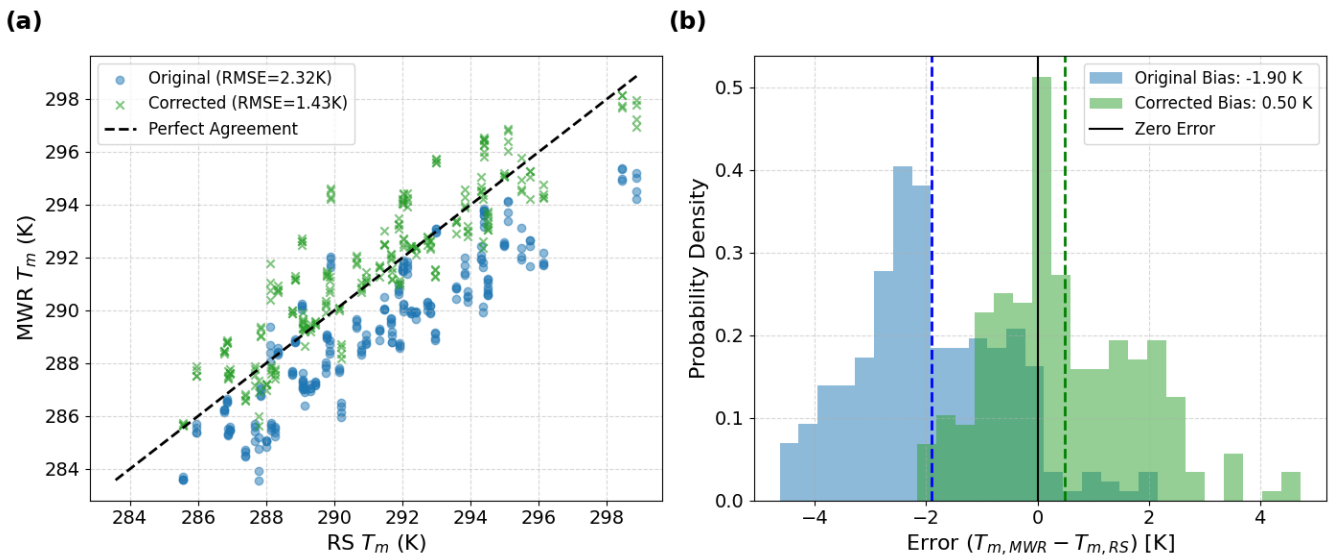 (a)
Original (RMSE=2.32K)
Corrected (RMSE=1.43K)
Perfect Agreement
MWR T_m (K)
298
296
294
292
290
288
286
284
284 286 288 290 292 294 296 298
RS T_m (K)
(b)
Original Bias: -1.90 K
Corrected Bias: 0.50 K
Zero Error
Probability Density
0.5
0.4
0.3
0.2
0.1
0.0
−4 −2 0 2 4
Error (T_{m,MWR} − T_{m,RS}) [K]